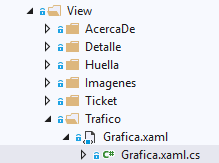 View
AcercaDe
Detalle
Huella
Imagenes
Ticket
Trafico
Grafica.xaml
C# Grafica.xaml.cs